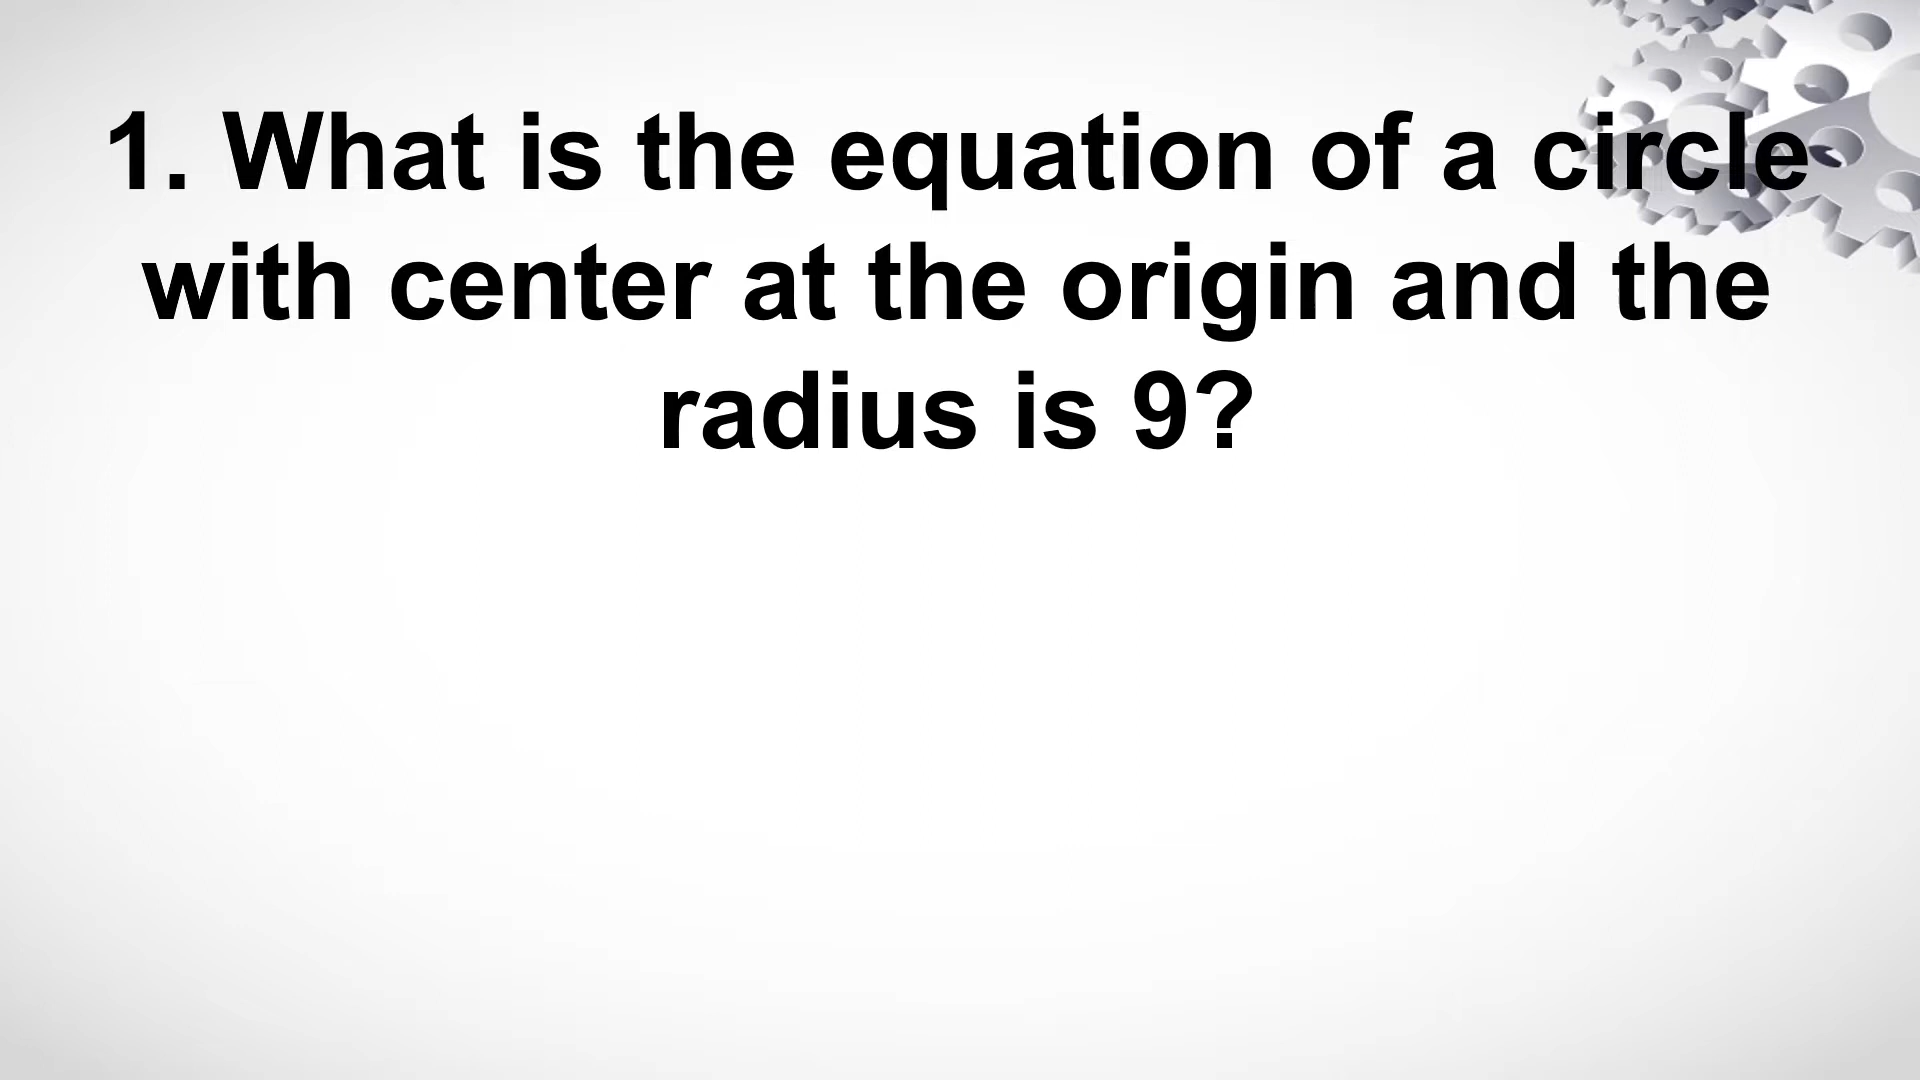 1. What is the equation of a circle
with center at the origin and the
radius is 9?